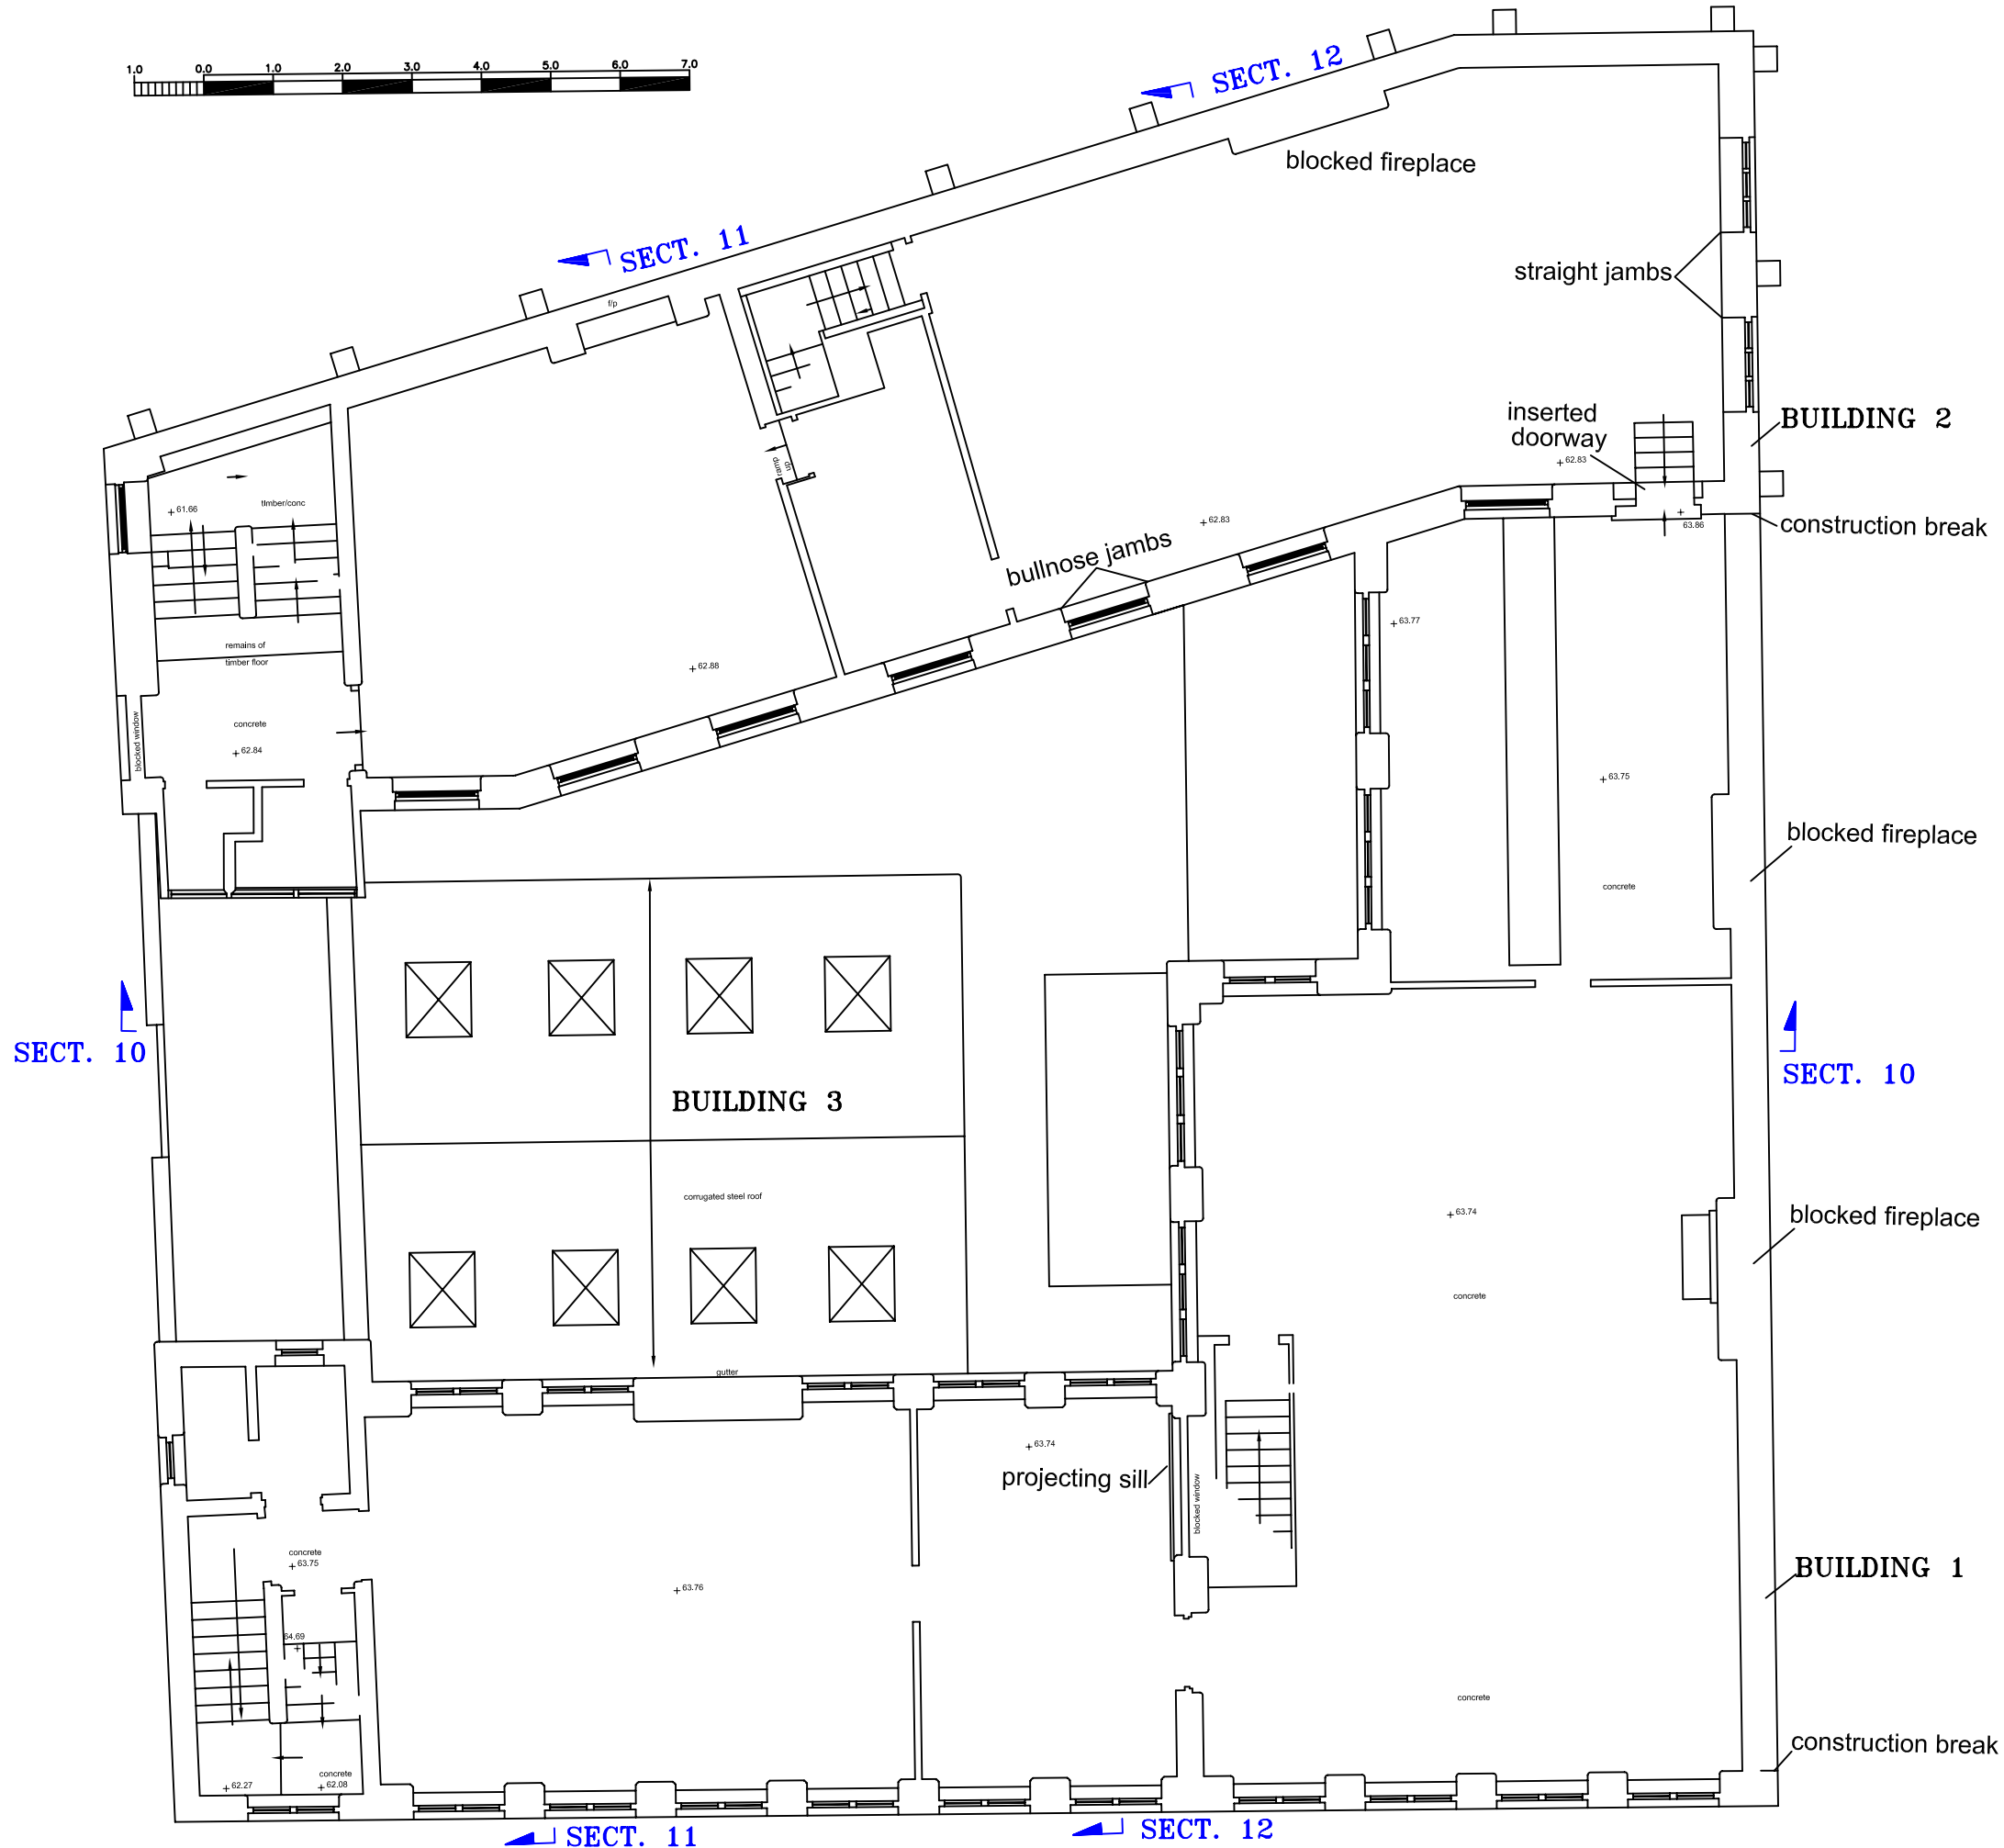 1.0 0.0 1.0 2.0 3.0 4.0 5.0 6.0 7.0
SECT. 12
blocked fireplace
SECT. 11
f/p
straight jambs
BUILDING 2
inserted
doorway
+62.83
up
ramp
timber/conc
+61.66
+62.83
63.86
construction break
bullnose jambs
+63.77
remains of
timber floor
+62.88
blocked window
concrete
+62.84
+63.75
blocked fireplace
concrete
SECT. 10
SECT. 10
BUILDING 3
corrugated steel roof
+63.74
blocked fireplace
concrete
gutter
+63.74
projecting sill
blocked window
concrete
+63.75
+63.76
BUILDING 1
64.69
concrete
construction break
concrete
+62.27
+62.08
SECT. 11
SECT. 12